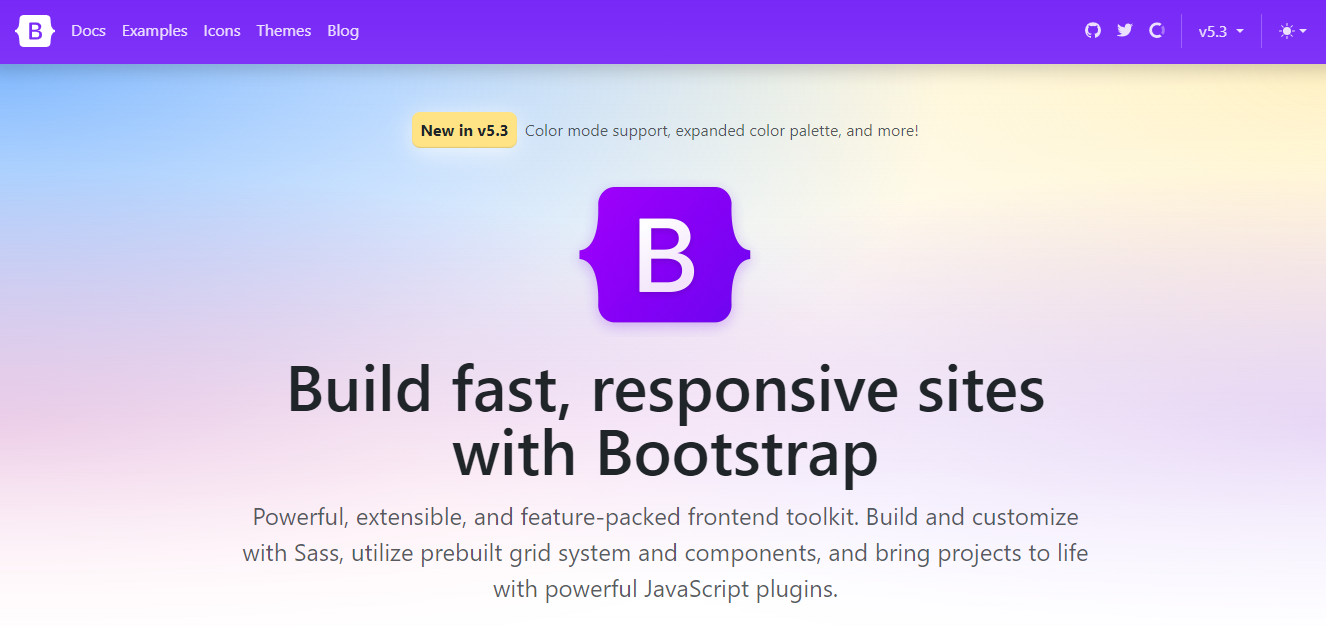 B Docs Examples Icons Themes Blog v5.3
New in v5.3 Color mode support, expanded color palette, and more!
B
Build fast, responsive sites
with Bootstrap
Powerful, extensible, and feature-packed frontend toolkit. Build and customize
with Sass, utilize prebuilt grid system and components, and bring projects to life
with powerful JavaScript plugins.